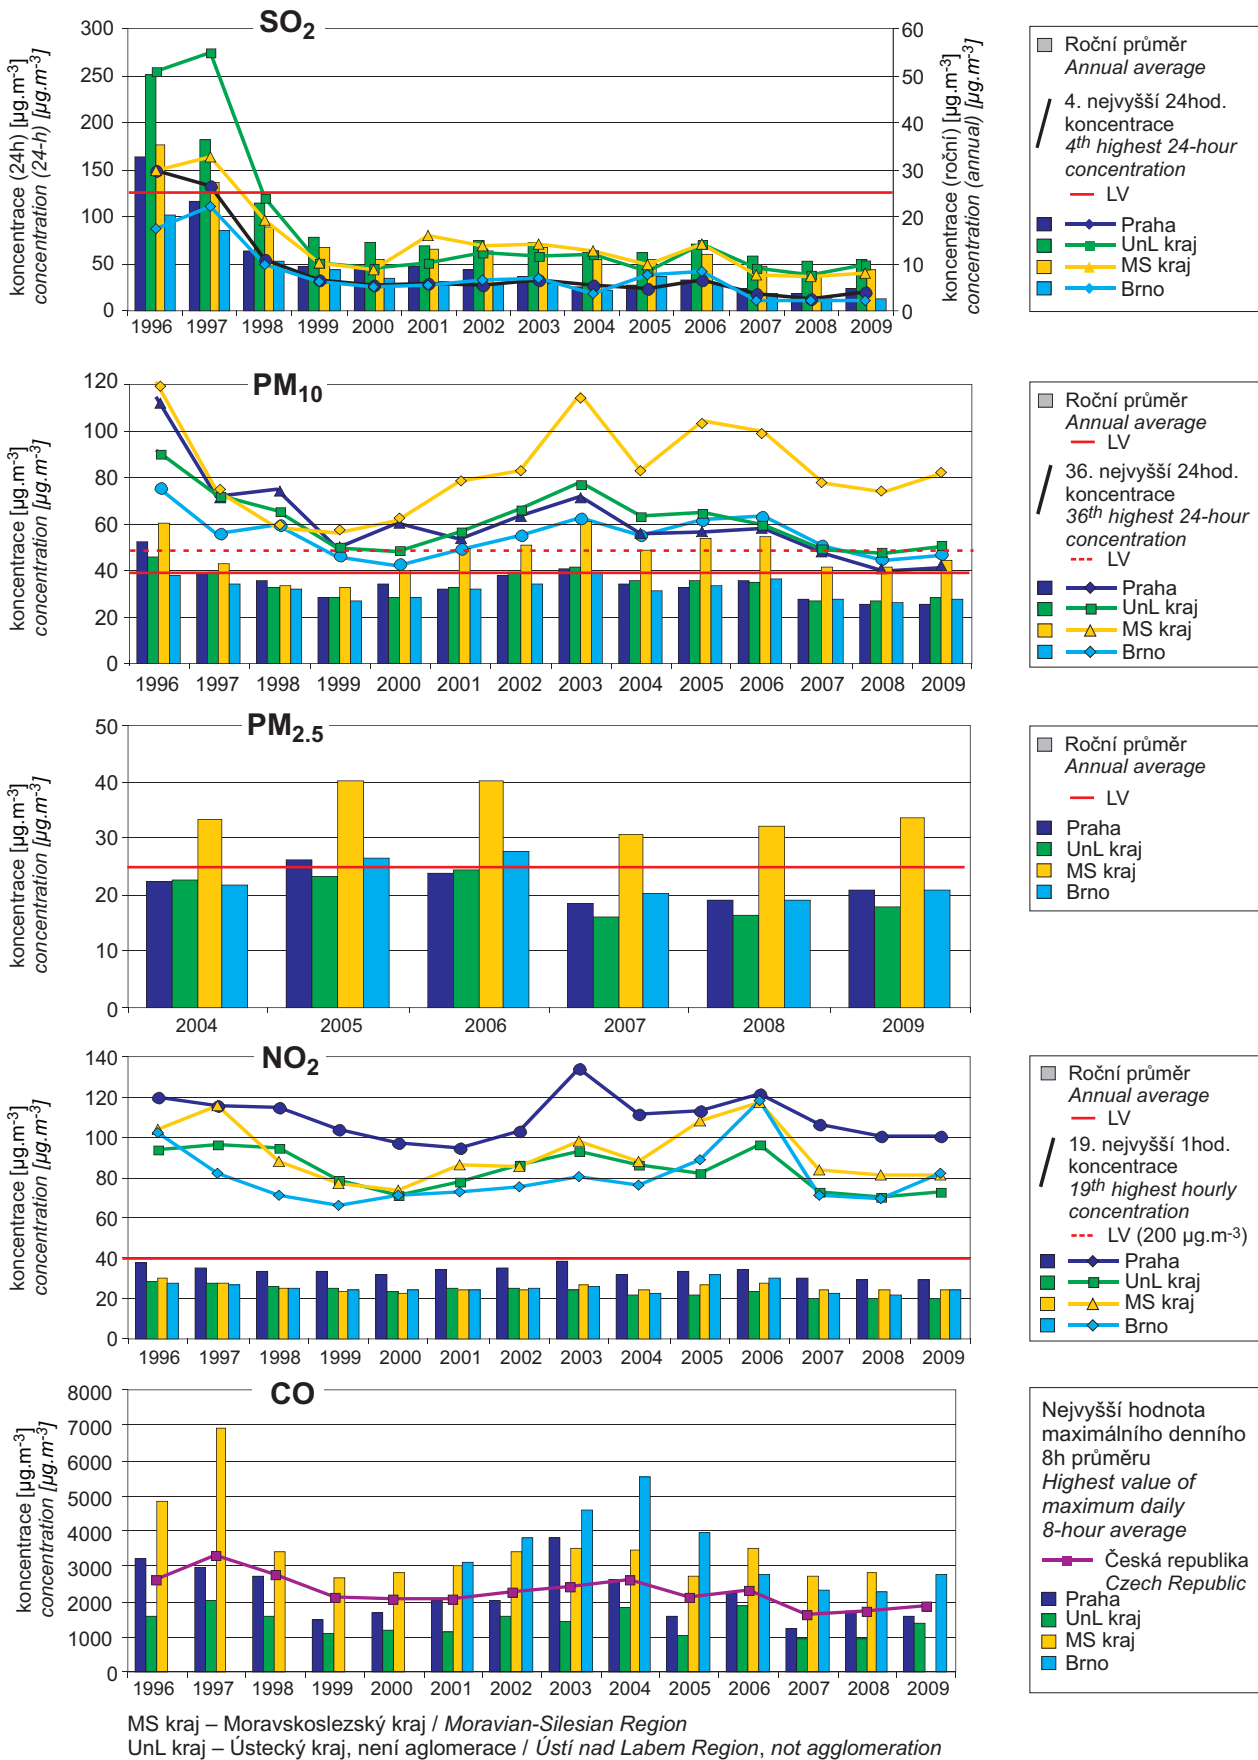 SO2
koncentrace (24h) [µg.m-3]
concentration (24-h) [µg.m-3]
300
250
200
150
100
50
0
60
50
40
30
20
10
0
koncentrace (roční) [µg.m-3]
concentration (annual) [µg.m-3]
1996 1997 1998 1999 2000 2001 2002 2003 2004 2005 2006 2007 2008 2009
Roční průměr
Annual average
4. nejvyšší 24hod.
koncentrace
4th highest 24-hour
concentration
LV
Praha
UnL kraj
MS kraj
Brno
PM10
koncentrace [µg.m-3]
concentration [µg.m-3]
120
100
80
60
40
20
0
1996 1997 1998 1999 2000 2001 2002 2003 2004 2005 2006 2007 2008 2009
Roční průměr
Annual average
LV
36. nejvyšší 24hod.
koncentrace
36th highest 24-hour
concentration
LV
Praha
UnL kraj
MS kraj
Brno
PM2.5
koncentrace [µg.m-3]
concentration [µg.m-3]
50
40
30
20
10
0
2004 2005 2006 2007 2008 2009
Roční průměr
Annual average
LV
Praha
UnL kraj
MS kraj
Brno
NO2
koncentrace [µg.m-3]
concentration [µg.m-3]
140
120
100
80
60
40
20
0
1996 1997 1998 1999 2000 2001 2002 2003 2004 2005 2006 2007 2008 2009
Roční průměr
Annual average
LV
19. nejvyšší 1hod.
koncentrace
19th highest hourly
concentration
LV (200 µg.m-3)
Praha
UnL kraj
MS kraj
Brno
CO
koncentrace [µg.m-3]
concentration [µg.m-3]
8000
7000
6000
5000
4000
3000
2000
1000
0
1996 1997 1998 1999 2000 2001 2002 2003 2004 2005 2006 2007 2008 2009
Nejvyšší hodnota
maximálního denního
8h průměru
Highest value of
maximum daily
8-hour average
Česká republika
Czech Republic
Praha
UnL kraj
MS kraj
Brno
MS kraj – Moravskoslezský kraj / Moravian-Silesian Region
UnL kraj – Ústecký kraj, není aglomerace / Ústí nad Labem Region, not agglomeration